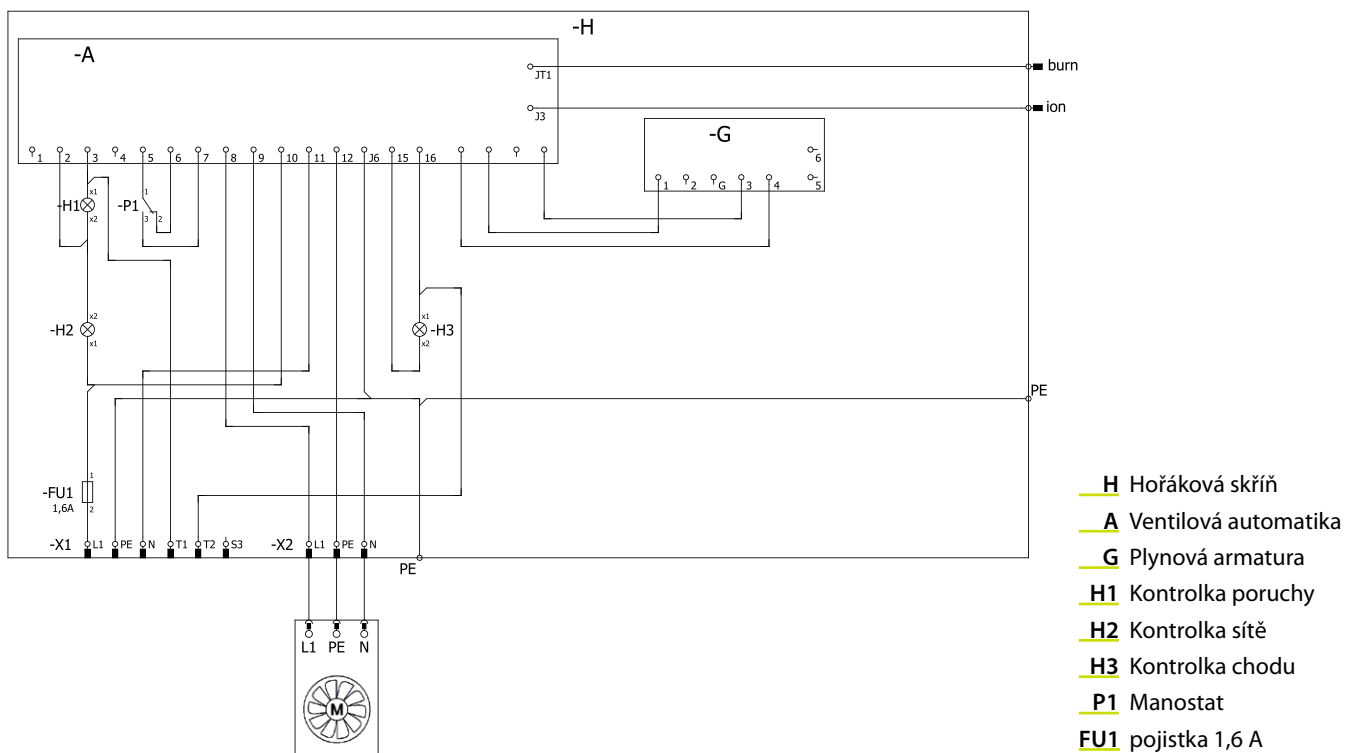 -H
-A
burn
JT1
ion
J3
-G
6
1 2 3 4 5 6 7 8 9 10 11 12 J6 15 16
1 2 G 3 4 5
x1
1
-H1
-P1
x2
3 2
x2
x1
-H2
-H3
x1
x2
PE
1
-FU1
1,6A
2
-X1 L1 PE N T1 T2 S3 -X2 L1 PE N
PE
L1 PE N
M
H Hořáková skříň
A Ventilová automatika
G Plynová armatura
H1 Kontrolka poruchy
H2 Kontrolka sítě
H3 Kontrolka chodu
P1 Manostat
FU1 pojistka 1,6 A